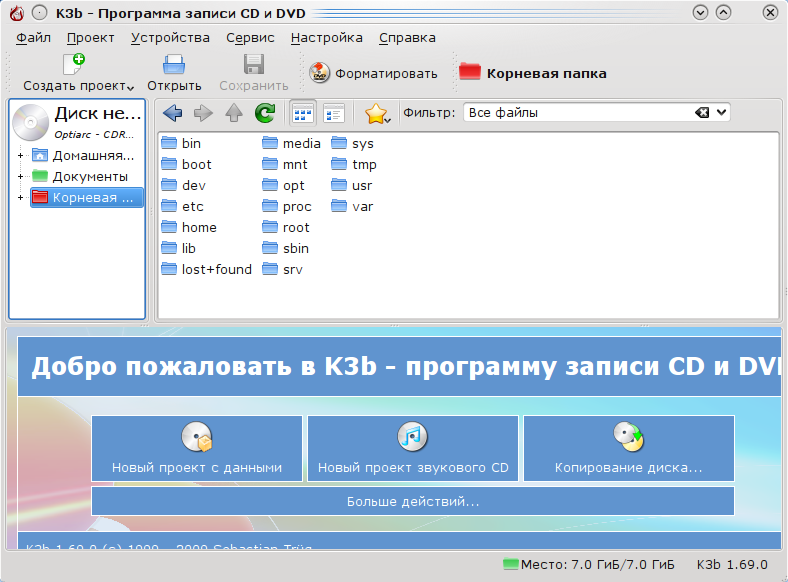 K3b - Программа записи CD и DVD
Файл Проект Устройства Сервис Настройка Справка
Создать проект Открыть Сохранить Форматировать Корневая папка
Диск не...
Optiarc - CDR...
Домашняя...
Документы
Корневая ...
Фильтр: Все файлы
bin media sys
boot mnt tmp
dev opt usr
etc proc var
home root
lib sbin
lost+found srv
Добро пожаловать в K3b - программу записи CD и DV
Новый проект с данными Новый проект звукового CD Копирование диска...
Больше действий...
K3b 1.69.0 (c) 1999 - 2009 Sebastian Trüg
Место: 7.0 ГиБ/7.0 ГиБ K3b 1.69.0